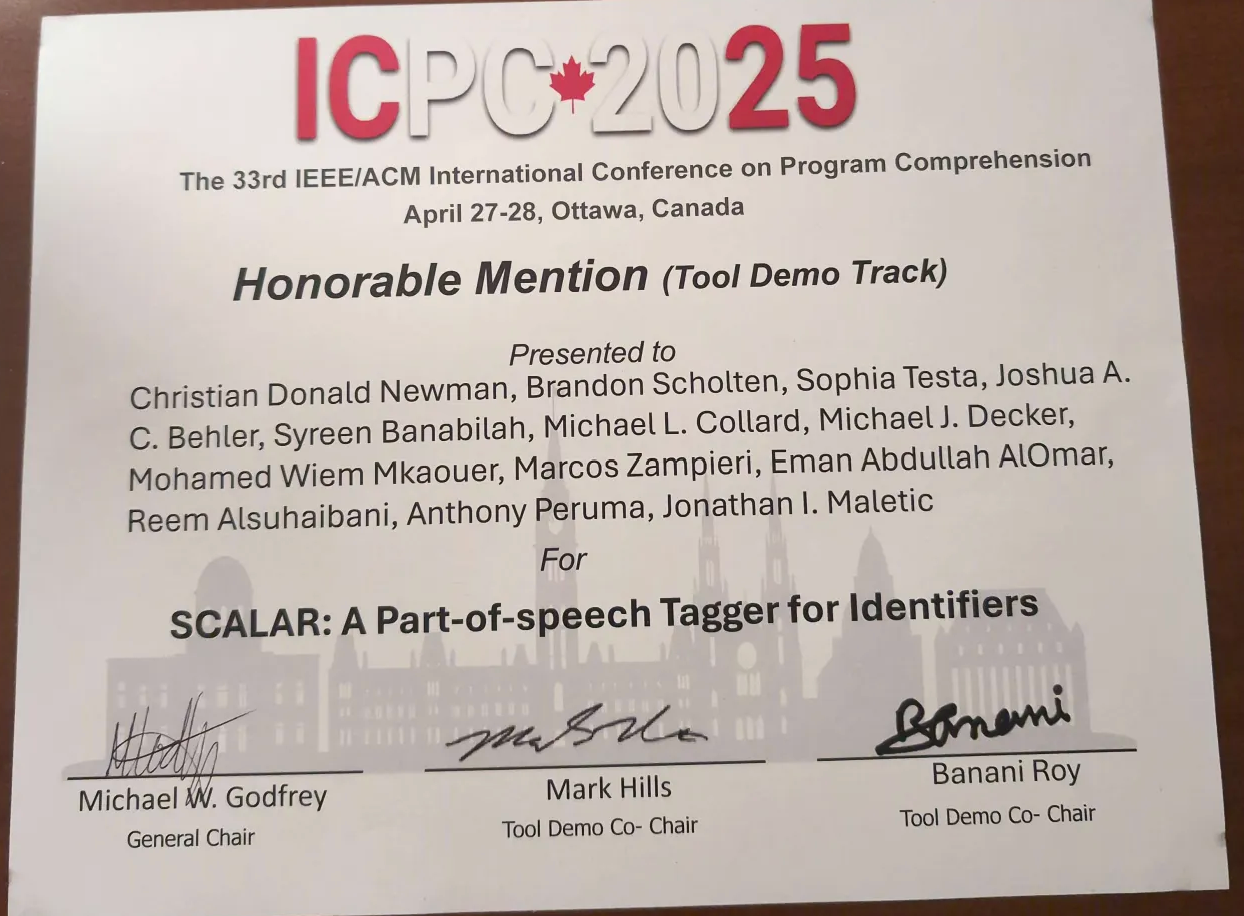 ICPC 2025
The 33rd IEEE/ACM International Conference on Program Comprehension
April 27-28, Ottawa, Canada
Honorable Mention (Tool Demo Track)
Presented to
Christian Donald Newman, Brandon Scholten, Sophia Testa, Joshua A.
C. Behler, Syreen Banabilah, Michael L. Collard, Michael J. Decker,
Mohamed Wiem Mkaouer, Marcos Zampieri, Eman Abdullah AlOmar,
Reem Alsuhaibani, Anthony Peruma, Jonathan I. Maletic
For
SCALAR: A Part-of-speech Tagger for Identifiers
Banani
Michael W. Godfrey
Mark Hills
Banani Roy
General Chair
Tool Demo Co- Chair
Tool Demo Co- Chair